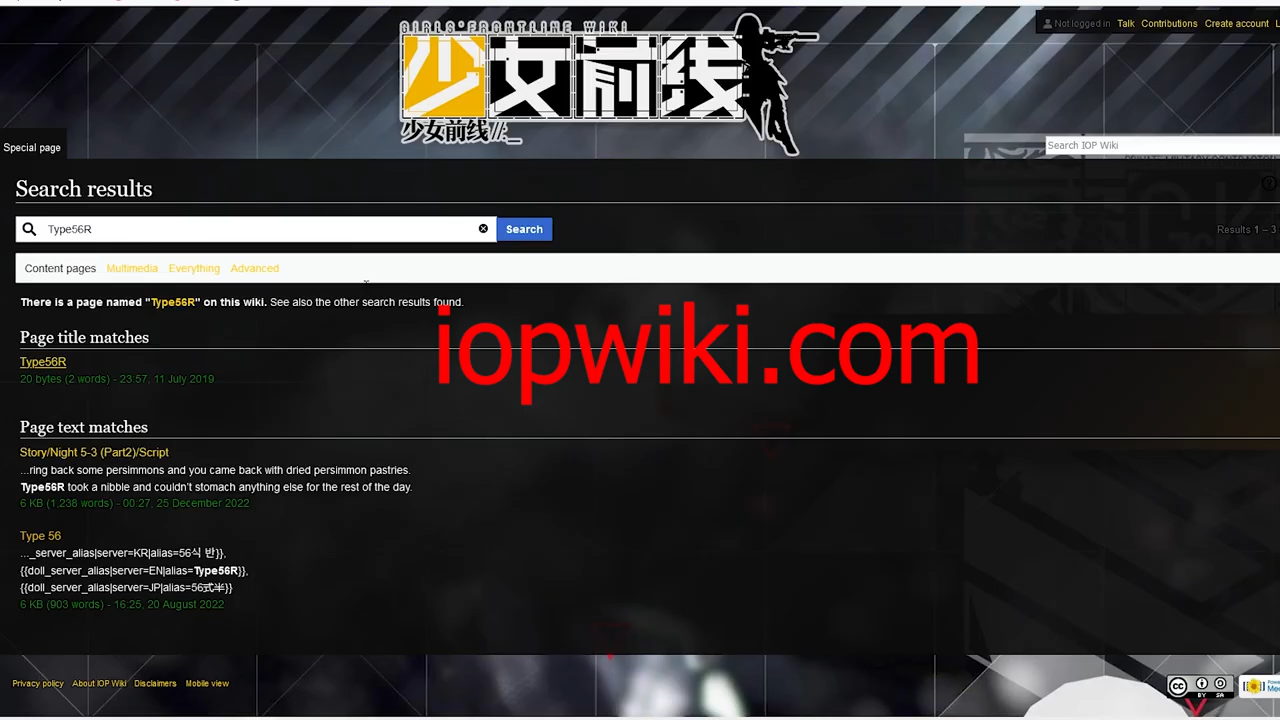 GIRLS' FRONTLINE WIKI
少女前线
少女前线//:_
Not logged in Talk Contributions Create account L
Special page
Search IOP Wiki
Search results
Type56R
Search
Results 1 – 3
Content pages Multimedia Everything Advanced
There is a page named "Type56R" on this wiki. See also the other search results found.
iopwiki.com
Page title matches
Type56R
20 bytes (2 words) - 23:57, 11 July 2019
Page text matches
Story/Night 5-3 (Part2)/Script
...ring back some persimmons and you came back with dried persimmon pastries.
Type56R took a nibble and couldn't stomach anything else for the rest of the day.
6 KB (1,238 words) - 00:27, 25 December 2022
Type 56
..._server_alias|server=KR|alias=56식 반}},
{{doll_server_alias|server=EN|alias=Type56R}},
{{doll_server_alias|server=JP|alias=56式半}}
6 KB (903 words) - 16:25, 20 August 2022
Privacy policy About IOP Wiki Disclaimers Mobile view
CC BY SA